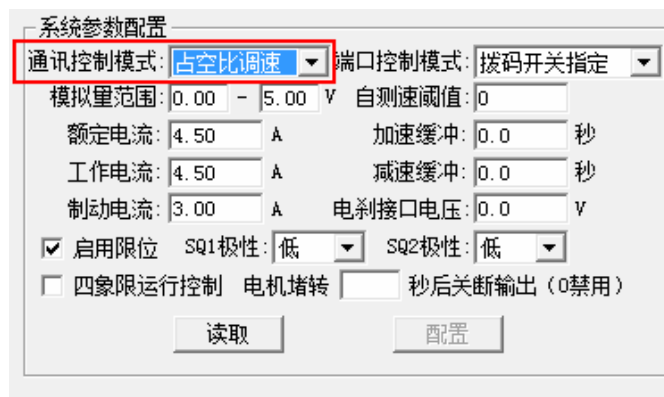 系统参数配置
通讯控制模式: 占空比调速 端口控制模式: 拨码开关指定
模拟量范围: 0.00 - 5.00 V 自测速阈值: 0
额定电流: 4.50 A 加速缓冲: 0.0 秒
工作电流: 4.50 A 减速缓冲: 0.0 秒
制动电流: 3.00 A 电刹接口电压: 0.0 V
启用限位 SQ1极性: 低 SQ2极性: 低
四象限运行控制 电机堵转 秒后关断输出（0禁用）
读取 配置